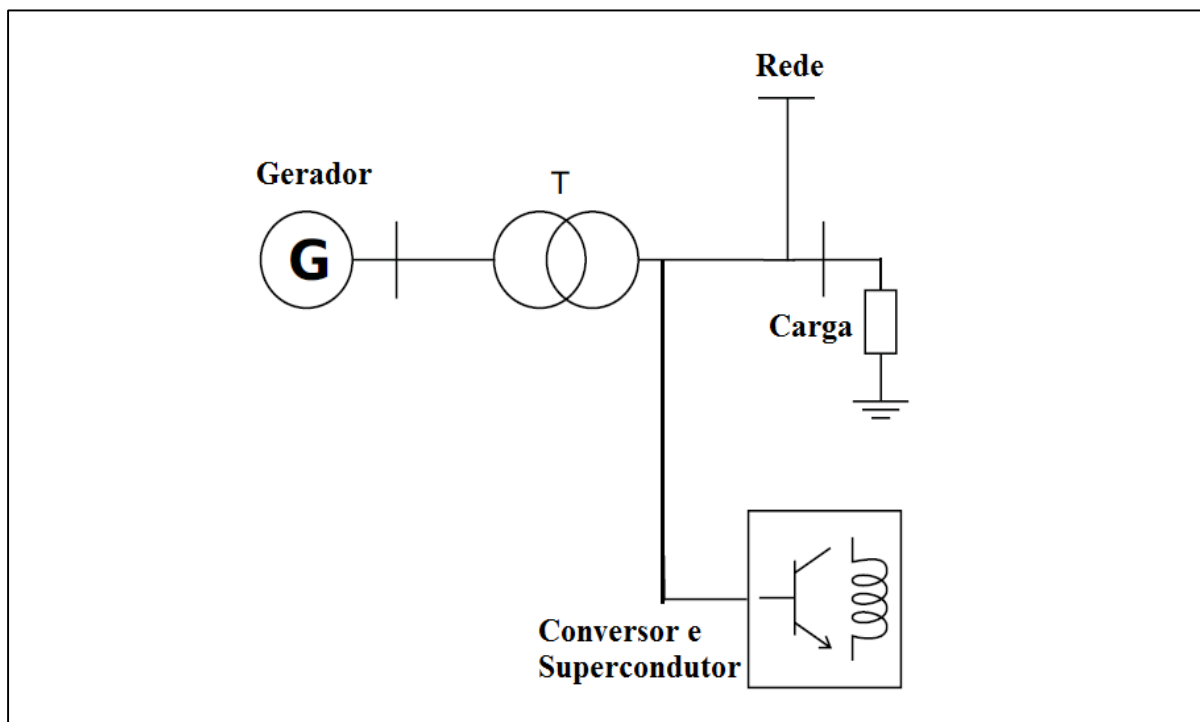 Rede
Gerador
T
G
Carga
Conversor e
Supercondutor